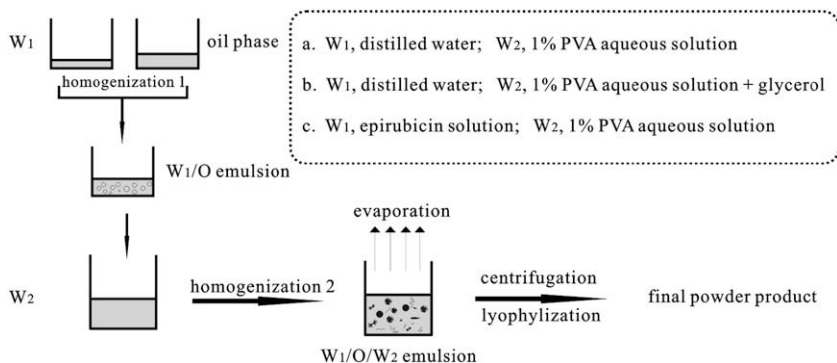 W1
oil phase
homogenization 1
a. W1, distilled water; W2, 1% PVA aqueous solution
b. W1, distilled water; W2, 1% PVA aqueous solution + glycerol
c. W1, epirubicin solution; W2, 1% PVA aqueous solution
W1/O emulsion
evaporation
W2
homogenization 2
centrifugation
lyophylization
final powder product
W1/O/W2 emulsion